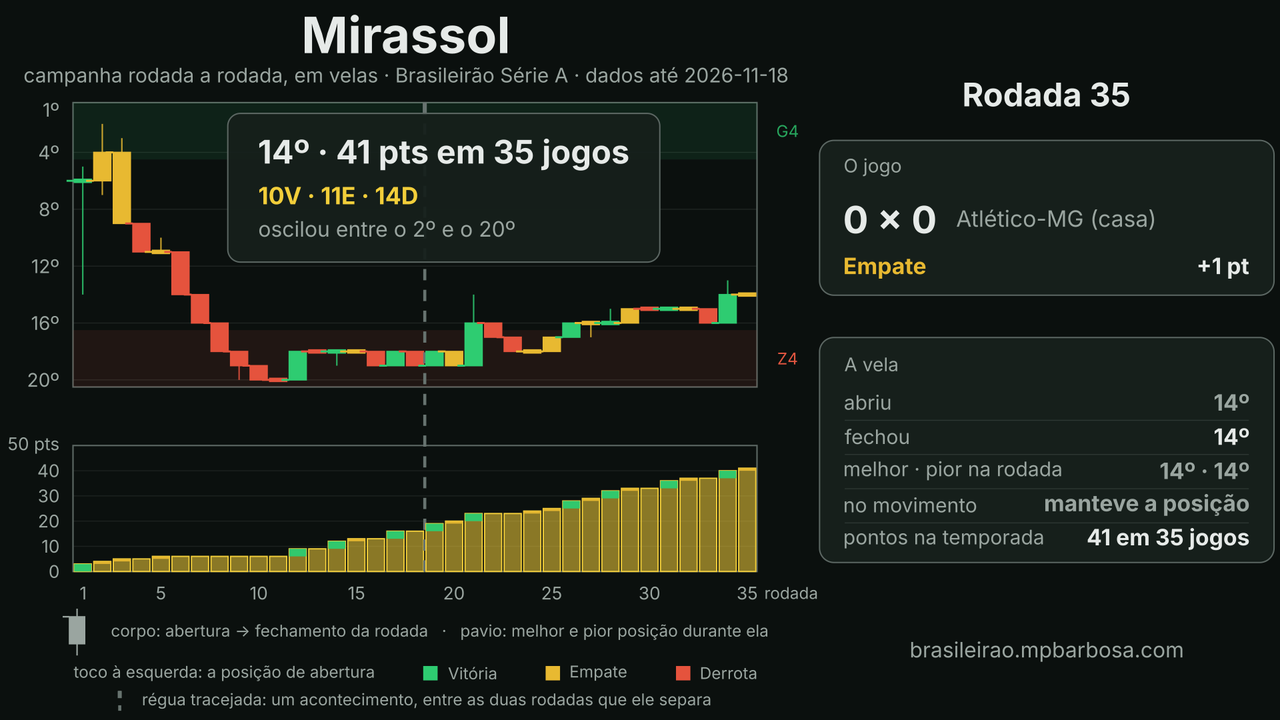 Mirassol
campanha rodada a rodada, em velas · Brasileirão Série A · dados até 2026-11-18
1º
4º
8º
12º
16º
20º
G4
Z4
14º · 41 pts em 35 jogos
10V · 11E · 14D
oscilou entre o 2º e o 20º
50 pts
40
30
20
10
0
1 5 10 15 20 25 30 35 rodada
corpo: abertura → fechamento da rodada · pavio: melhor e pior posição durante ela
toco à esquerda: a posição de abertura Vitória Empate Derrota
régua tracejada: um acontecimento, entre as duas rodadas que ele separa
Rodada 35
O jogo
0 × 0 Atlético-MG (casa)
Empate +1 pt
A vela
abriu 14º
fechou 14º
melhor · pior na rodada 14º · 14º
no movimento manteve a posição
pontos na temporada 41 em 35 jogos
brasileirao.mpbarbosa.com